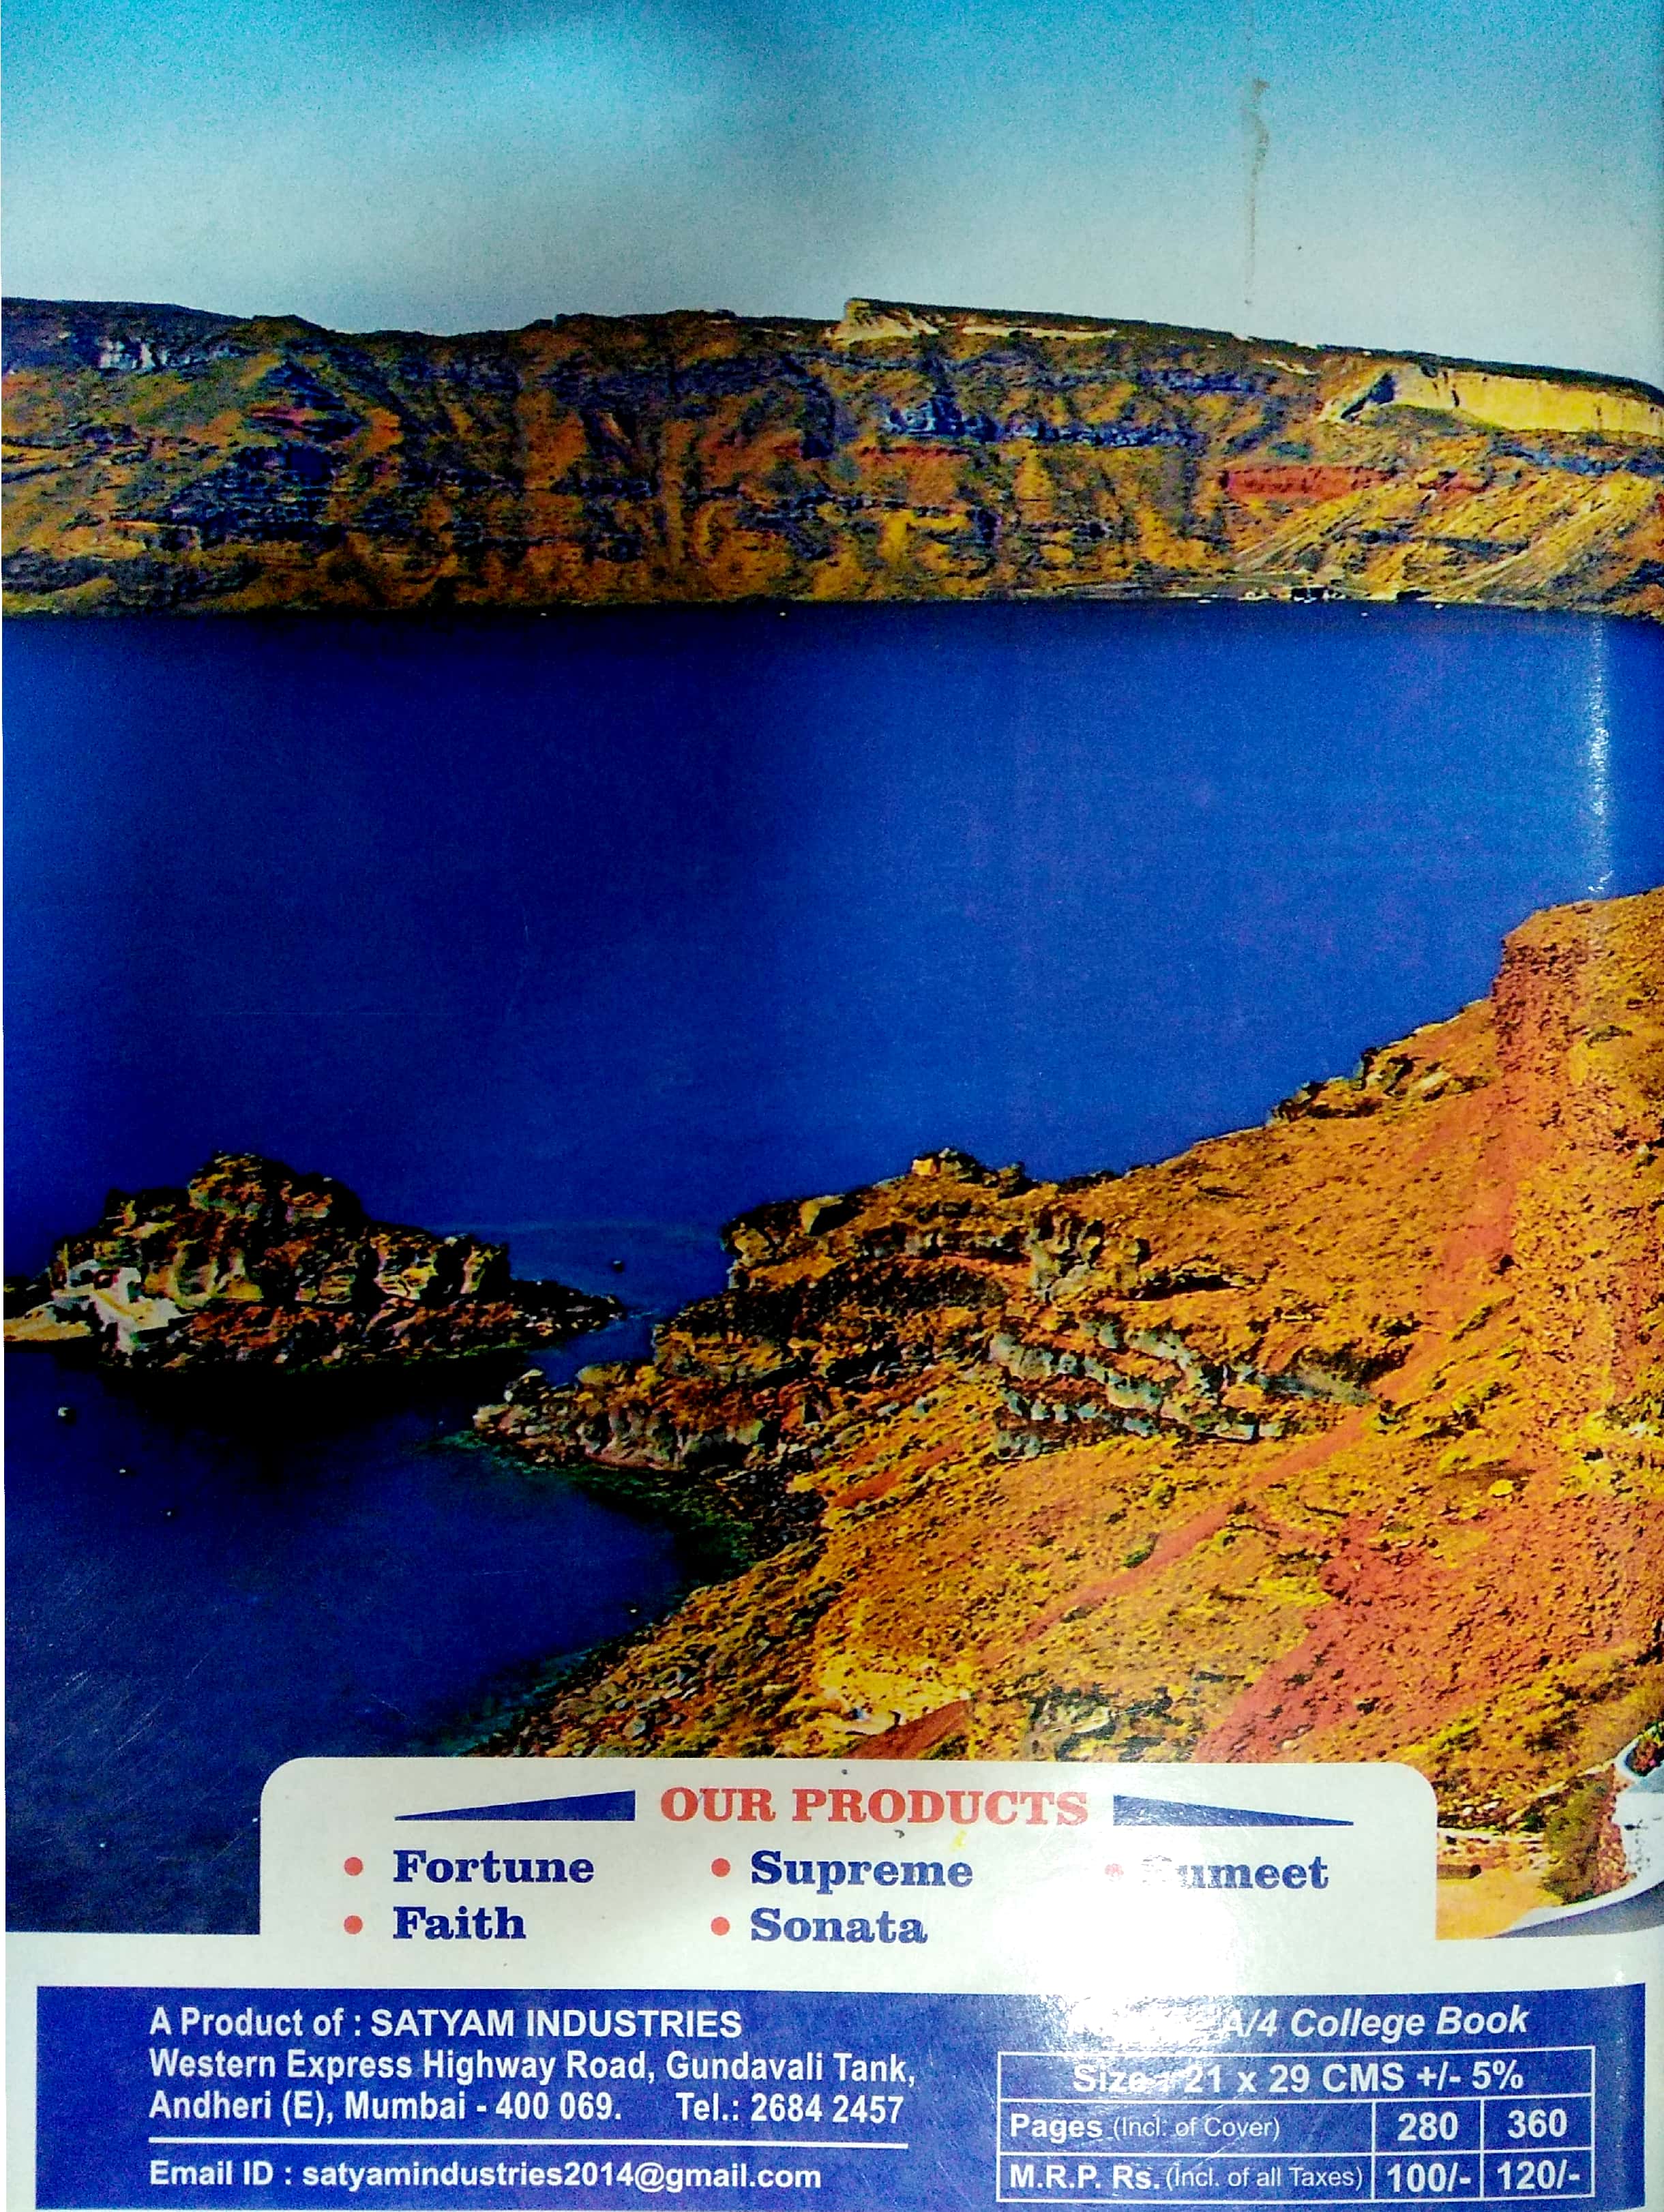 OUR PRODUCTS
• Fortune • Supreme • Sumeet
• Faith • Sonata
A Product of : SATYAM INDUSTRIES
Western Express Highway Road, Gundavali Tank,
Andheri (E), Mumbai - 400 069. Tel.: 2684 2457
Email ID : satyamindustries2014@gmail.com
A/4 College Book
Size : 21 x 29 CMS +/- 5%
Pages (Incl. of Cover) 280 360
M.R.P. Rs. (Incl. of all Taxes) 100/- 120/-